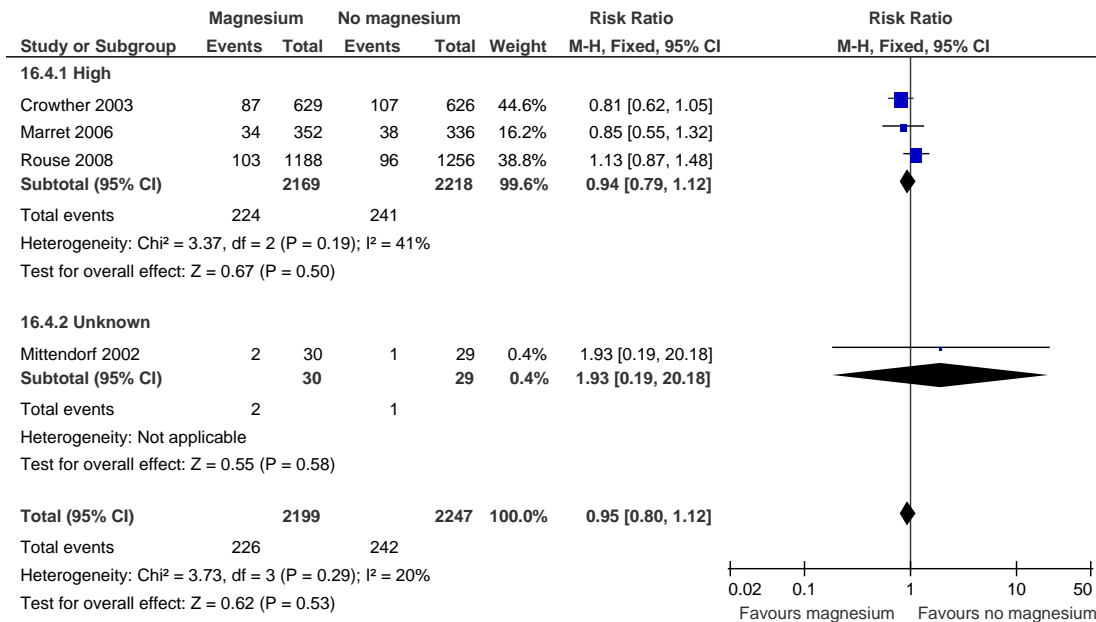 Magnesium No magnesium Risk Ratio Risk Ratio
Study or Subgroup Events Total Events Total Weight M-H, Fixed, 95% CI M-H, Fixed, 95% CI
16.4.1 High
Crowther 2003 87 629 107 626 44.6% 0.81 [0.62, 1.05]
Marret 2006 34 352 38 336 16.2% 0.85 [0.55, 1.32]
Rouse 2008 103 1188 96 1256 38.8% 1.13 [0.87, 1.48]
Subtotal (95% CI) 2169 2218 99.6% 0.94 [0.79, 1.12]
Total events 224 241
Heterogeneity: Chi² = 3.37, df = 2 (P = 0.19); I² = 41%
Test for overall effect: Z = 0.67 (P = 0.50)
16.4.2 Unknown
Mittendorf 2002 2 30 1 29 0.4% 1.93 [0.19, 20.18]
Subtotal (95% CI) 30 29 0.4% 1.93 [0.19, 20.18]
Total events 2 1
Heterogeneity: Not applicable
Test for overall effect: Z = 0.55 (P = 0.58)
Total (95% CI) 2199 2247 100.0% 0.95 [0.80, 1.12]
Total events 226 242
Heterogeneity: Chi² = 3.73, df = 3 (P = 0.29); I² = 20%
Test for overall effect: Z = 0.62 (P = 0.53)
0.02 0.1 1 10 50
Favours magnesium Favours no magnesium